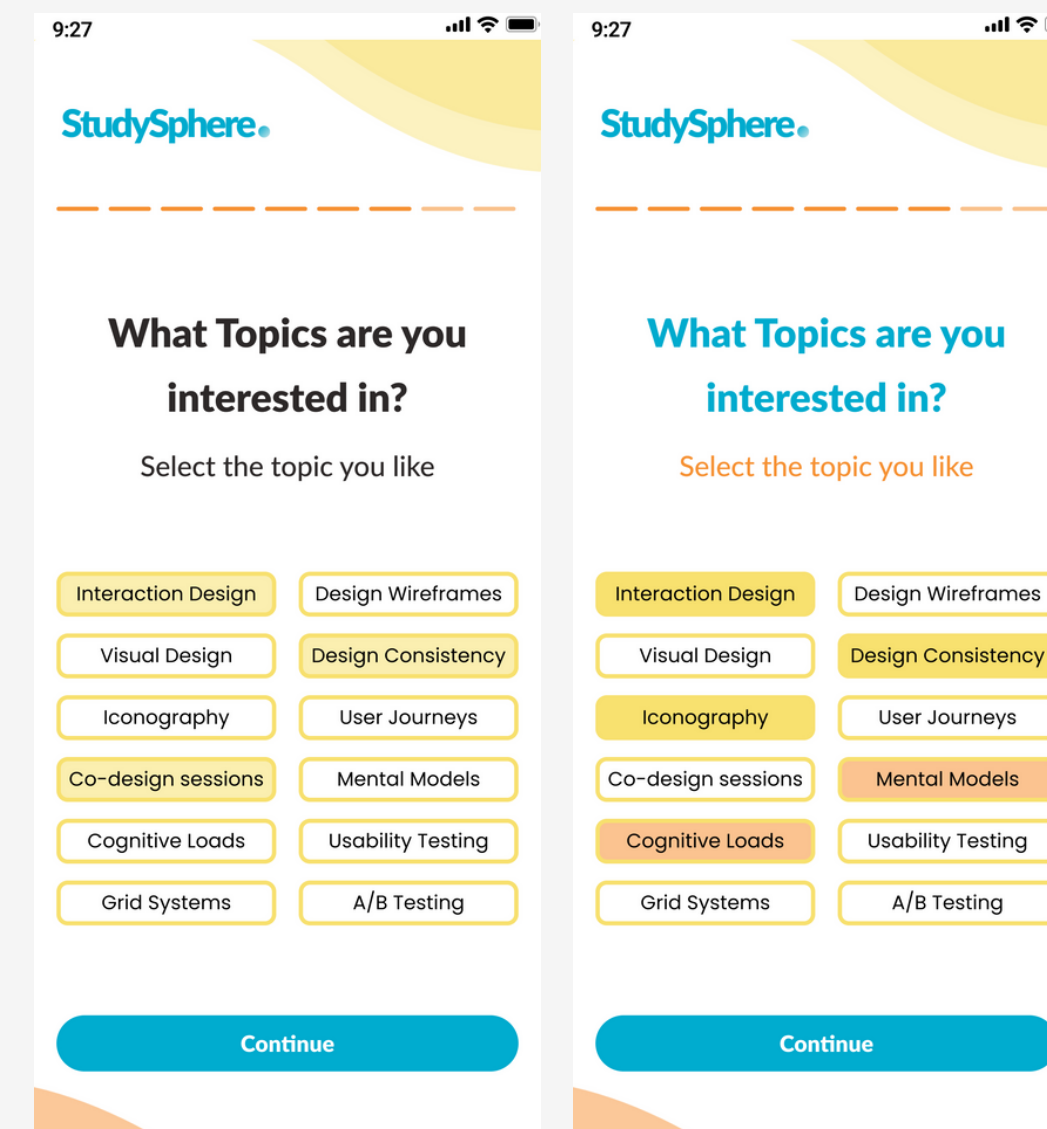 9:27
StudySphere
What Topics are you
interested in?
Select the topic you like
Interaction Design
Design Wireframes
Visual Design
Design Consistency
Iconography
User Journeys
Co-design sessions
Mental Models
Cognitive Loads
Usability Testing
Grid Systems
A/B Testing
Continue
9:27
StudySphere
What Topics are you
interested in?
Select the topic you like
Interaction Design
Design Wireframes
Visual Design
Design Consistency
Iconography
User Journeys
Co-design sessions
Mental Models
Cognitive Loads
Usability Testing
Grid Systems
A/B Testing
Continue